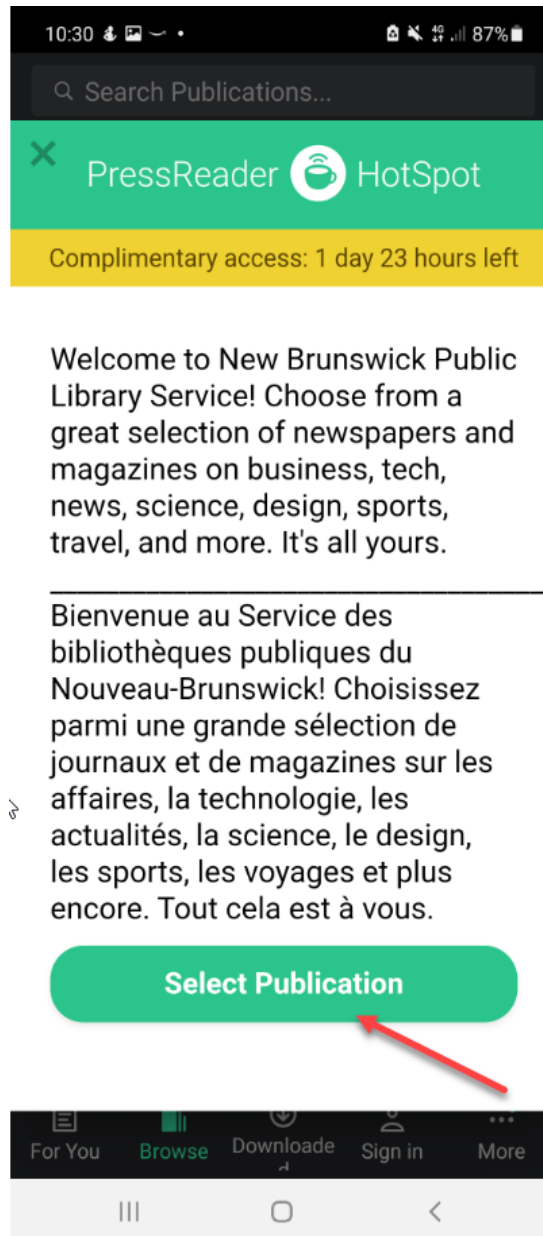 10:30 87%
Search Publications...
PressReader HotSpot
Complimentary access: 1 day 23 hours left
Welcome to New Brunswick Public
Library Service! Choose from a
great selection of newspapers and
magazines on business, tech,
news, science, design, sports,
travel, and more. It's all yours.
Bienvenue au Service des
bibliothèques publiques du
Nouveau-Brunswick! Choisissez
parmi une grande sélection de
journaux et de magazines sur les
affaires, la technologie, les
actualités, la science, le design,
les sports, les voyages et plus
encore. Tout cela est à vous.
Select Publication
For You Browse Downloade Sign in More
d